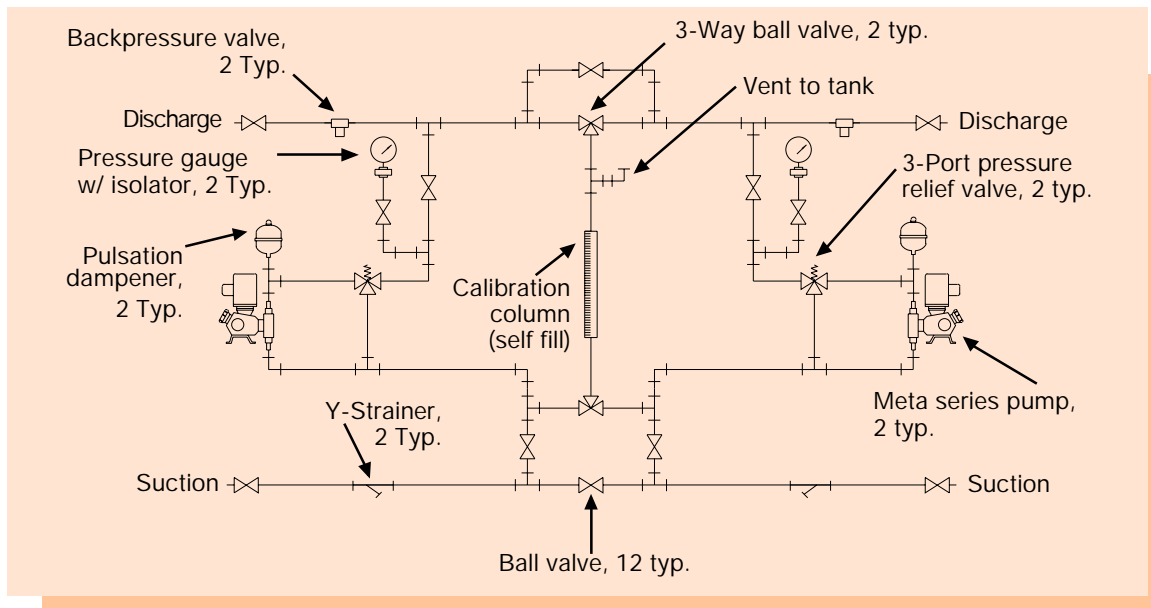 Backpressure valve,
2 Typ.
3-Way ball valve, 2 typ.
Vent to tank
Discharge
Discharge
Pressure gauge
w/ isolator, 2 Typ.
3-Port pressure
relief valve, 2 typ.
Pulsation
dampener,
2 Typ.
Calibration
column
(self fill)
Y-Strainer,
2 Typ.
Meta series pump,
2 typ.
Suction
Suction
Ball valve, 12 typ.